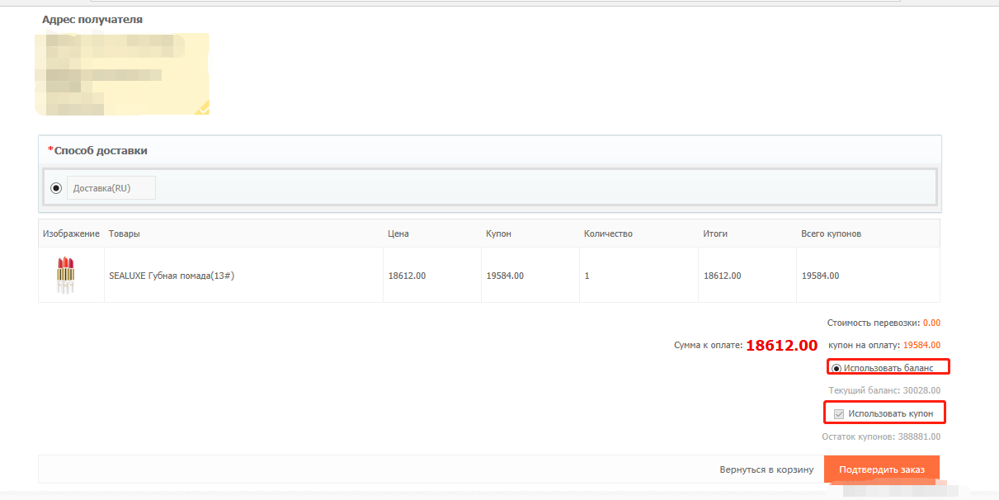 Адрес получателя
*Способ доставки
Доставка(RU)
Изображение Товары Цена Купон Количество Итоги Всего купонов
SEALUXE Губная помада(13#) 18612.00 19584.00 1 18612.00 19584.00
Стоимость перевозки: 0.00
Сумма к оплате: 18612.00 купон на оплату: 19584.00
Использовать баланс
Текущий баланс: 30028.00
Использовать купон
Остаток купонов: 388881.00
Вернуться в корзину Подтвердить заказ